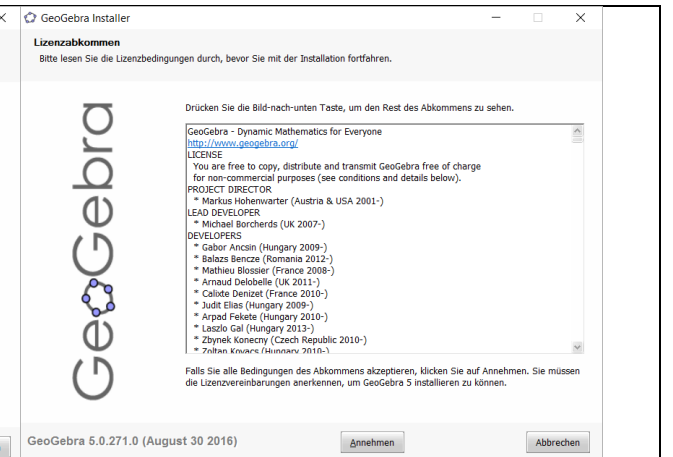 GeoGebra Installer
Lizenzabkommen
Bitte lesen Sie die Lizenzbedingungen durch, bevor Sie mit der Installation fortfahren.
GeoGebra
Drücken Sie die Bild-nach-unten Taste, um den Rest des Abkommens zu sehen.
GeoGebra - Dynamic Mathematics for Everyone
http://www.geogebra.org/
LICENSE
You are free to copy, distribute and transmit GeoGebra free of charge
for non-commercial purposes (see conditions and details below).
PROJECT DIRECTOR
* Markus Hohenwarter (Austria & USA 2001-)
LEAD DEVELOPER
* Michael Borcherds (UK 2007-)
DEVELOPERS
* Gabor Ancsin (Hungary 2009-)
* Balazs Bencze (Romania 2012-)
* Mathieu Blossier (France 2008-)
* Arnaud Delobelle (UK 2011-)
* Calixte Denizet (France 2010-)
* Judit Elias (Hungary 2009-)
* Arpad Fekete (Hungary 2010-)
* Laszlo Gal (Hungary 2013-)
* Zbynek Konecny (Czech Republic 2010-)
* Zoltan Kovacs (Hungary 2010-)
Falls Sie alle Bedingungen des Abkommens akzeptieren, klicken Sie auf Annehmen. Sie müssen
die Lizenzvereinbarungen anerkennen, um GeoGebra 5 installieren zu können.
GeoGebra 5.0.271.0 (August 30 2016)
Annehmen
Abbrechen